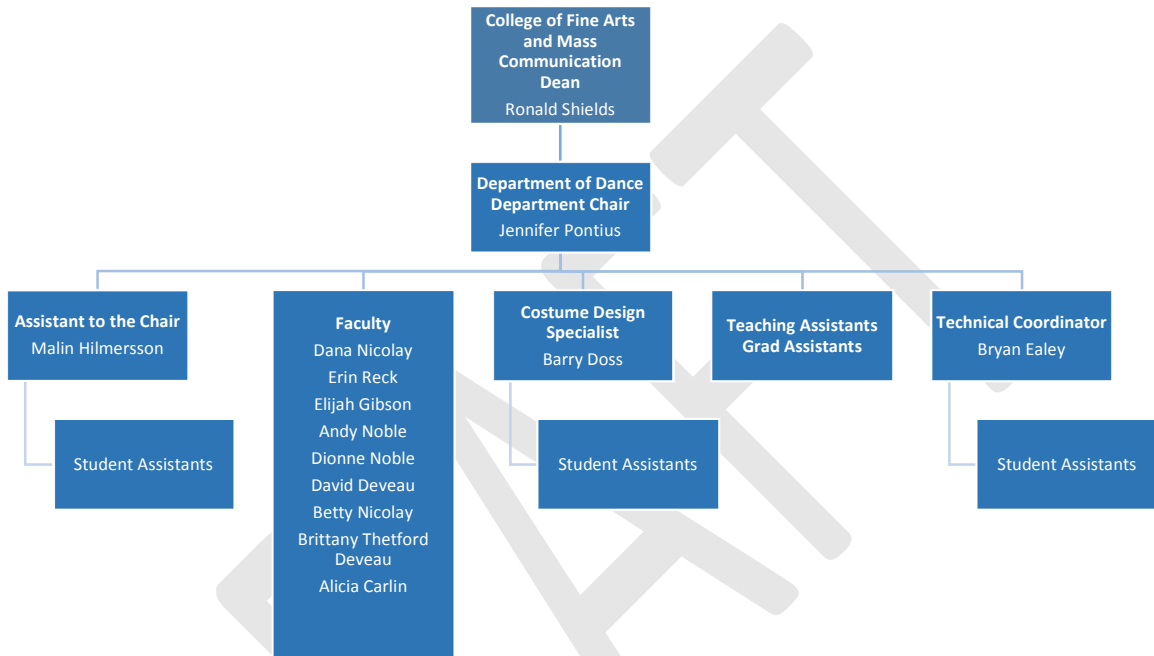 College of Fine Arts
and Mass
Communication
Dean
Ronald Shields
Department of Dance
Department Chair
Jennifer Pontius
Assistant to the Chair
Malin Hilmersson
Student Assistants
Faculty
Dana Nicolay
Erin Reck
Elijah Gibson
Andy Noble
Dionne Noble
David Deveau
Betty Nicolay
Brittany Thetford
Deveau
Alicia Carlin
Costume Design
Specialist
Barry Doss
Student Assistants
Teaching Assistants
Grad Assistants
Technical Coordinator
Bryan Ealey
Student Assistants
DRAFT